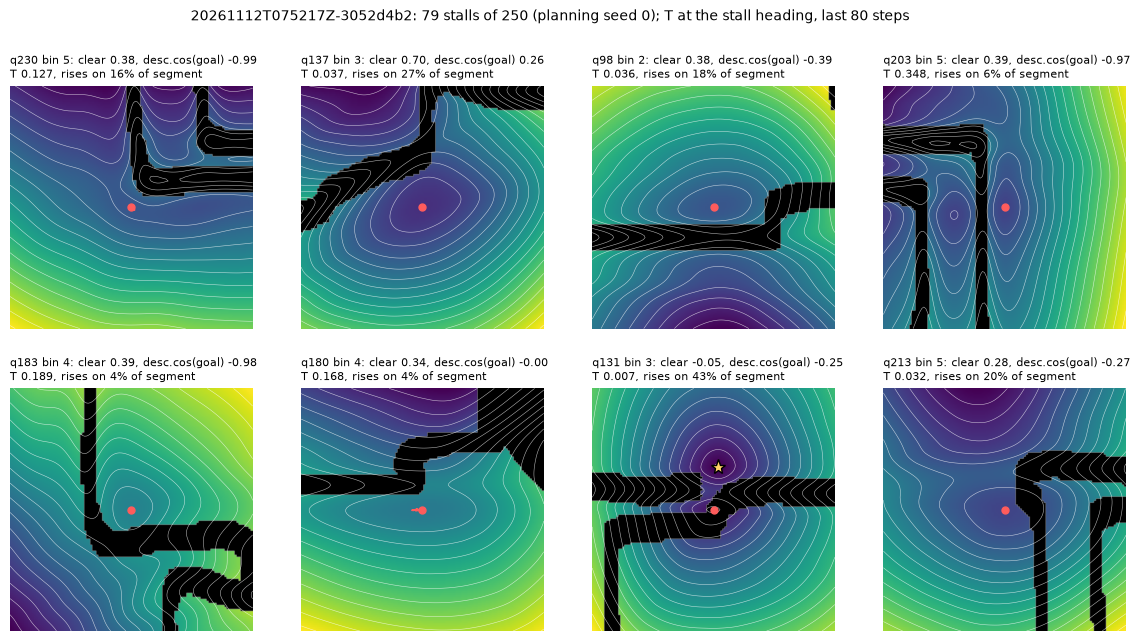 20261112T075217Z-3052d4b2: 79 stalls of 250 (planning seed 0); T at the stall heading, last 80 steps
q230 bin 5: clear 0.38, desc.cos(goal) -0.99
T 0.127, rises on 16% of segment
q137 bin 3: clear 0.70, desc.cos(goal) 0.26
T 0.037, rises on 27% of segment
q98 bin 2: clear 0.38, desc.cos(goal) -0.39
T 0.036, rises on 18% of segment
q203 bin 5: clear 0.39, desc.cos(goal) -0.97
T 0.348, rises on 6% of segment
q183 bin 4: clear 0.39, desc.cos(goal) -0.98
T 0.189, rises on 4% of segment
q180 bin 4: clear 0.34, desc.cos(goal) -0.00
T 0.168, rises on 4% of segment
q131 bin 3: clear -0.05, desc.cos(goal) -0.25
T 0.007, rises on 43% of segment
q213 bin 5: clear 0.28, desc.cos(goal) -0.27
T 0.032, rises on 20% of segment